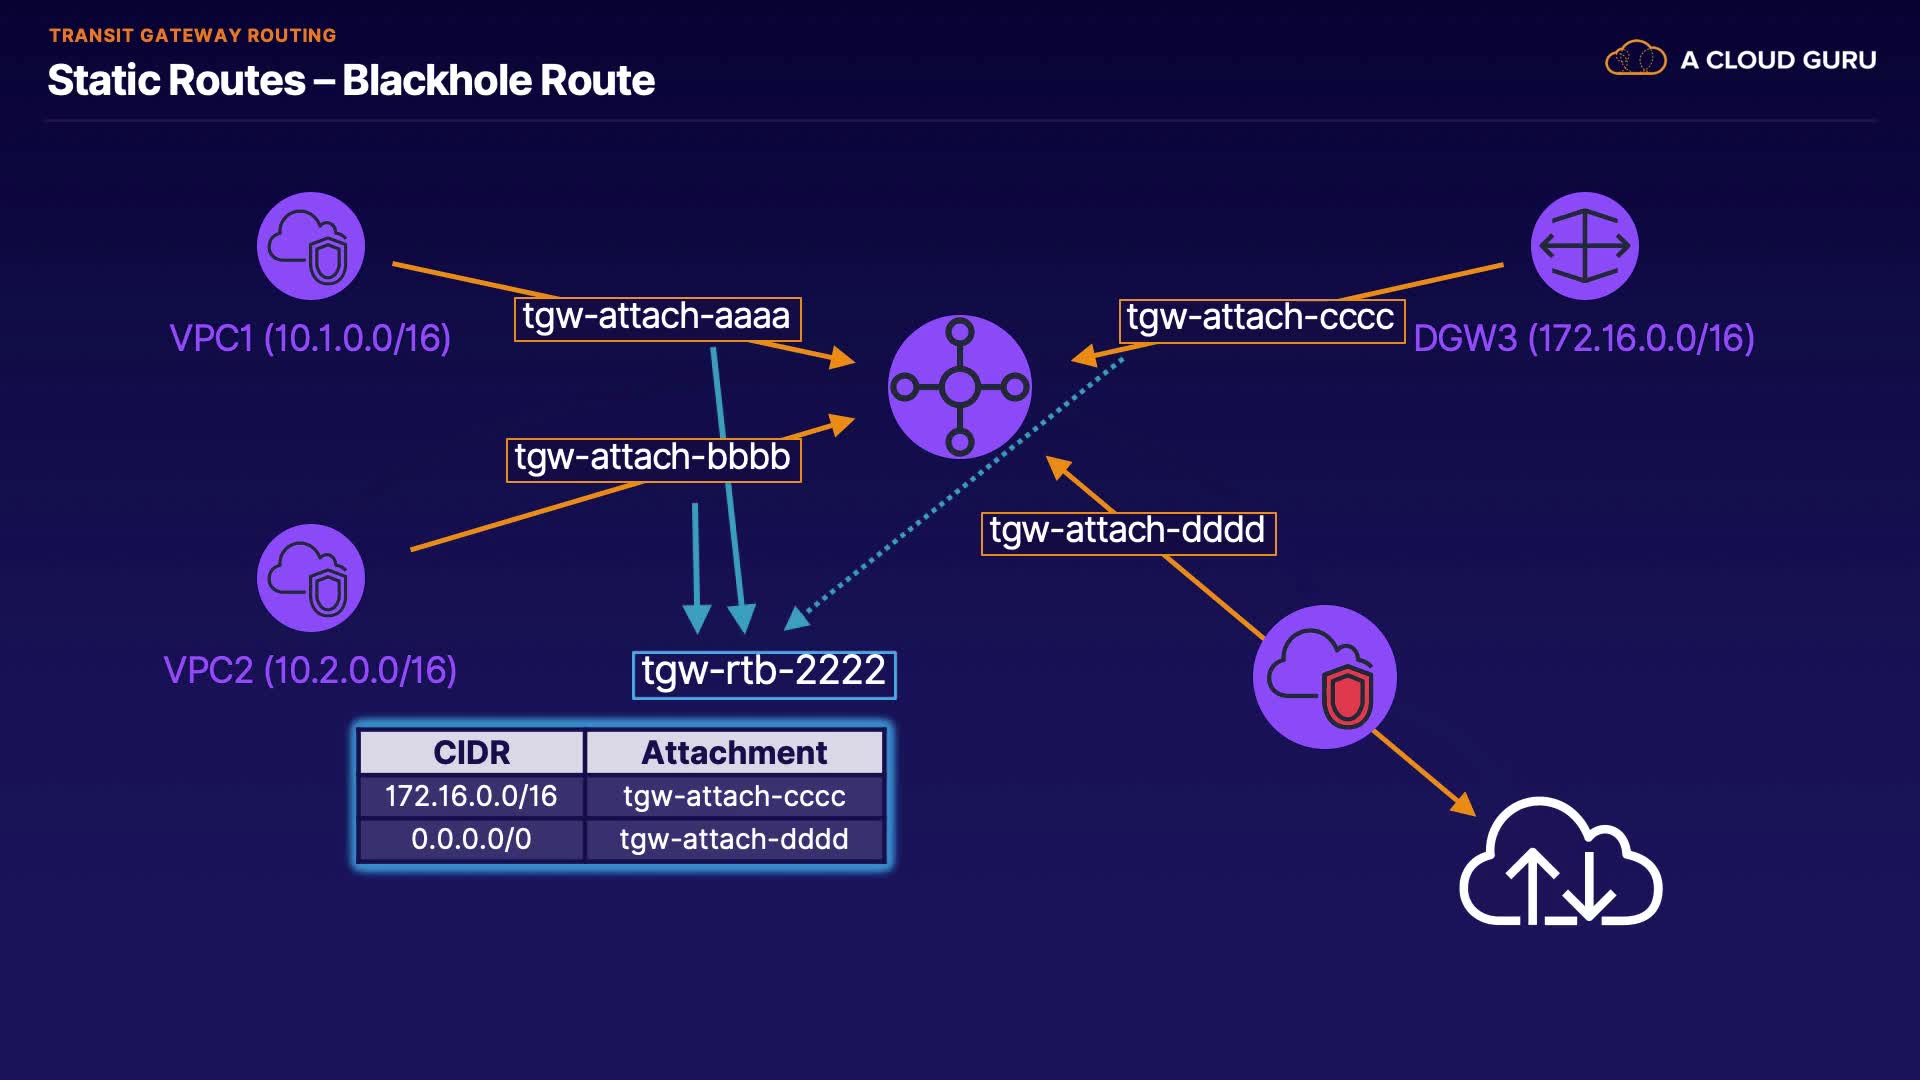 TRANSIT GATEWAY ROUTING
Static Routes – Blackhole Route
A CLOUD GURU
tgw-attach-aaaa
tgw-attach-cccc
VPC1 (10.1.0.0/16)
DGW3 (172.16.0.0/16)
tgw-attach-bbbb
tgw-attach-dddd
VPC2 (10.2.0.0/16)
tgw-rtb-2222
CIDR Attachment
172.16.0.0/16 tgw-attach-cccc
0.0.0.0/0 tgw-attach-dddd